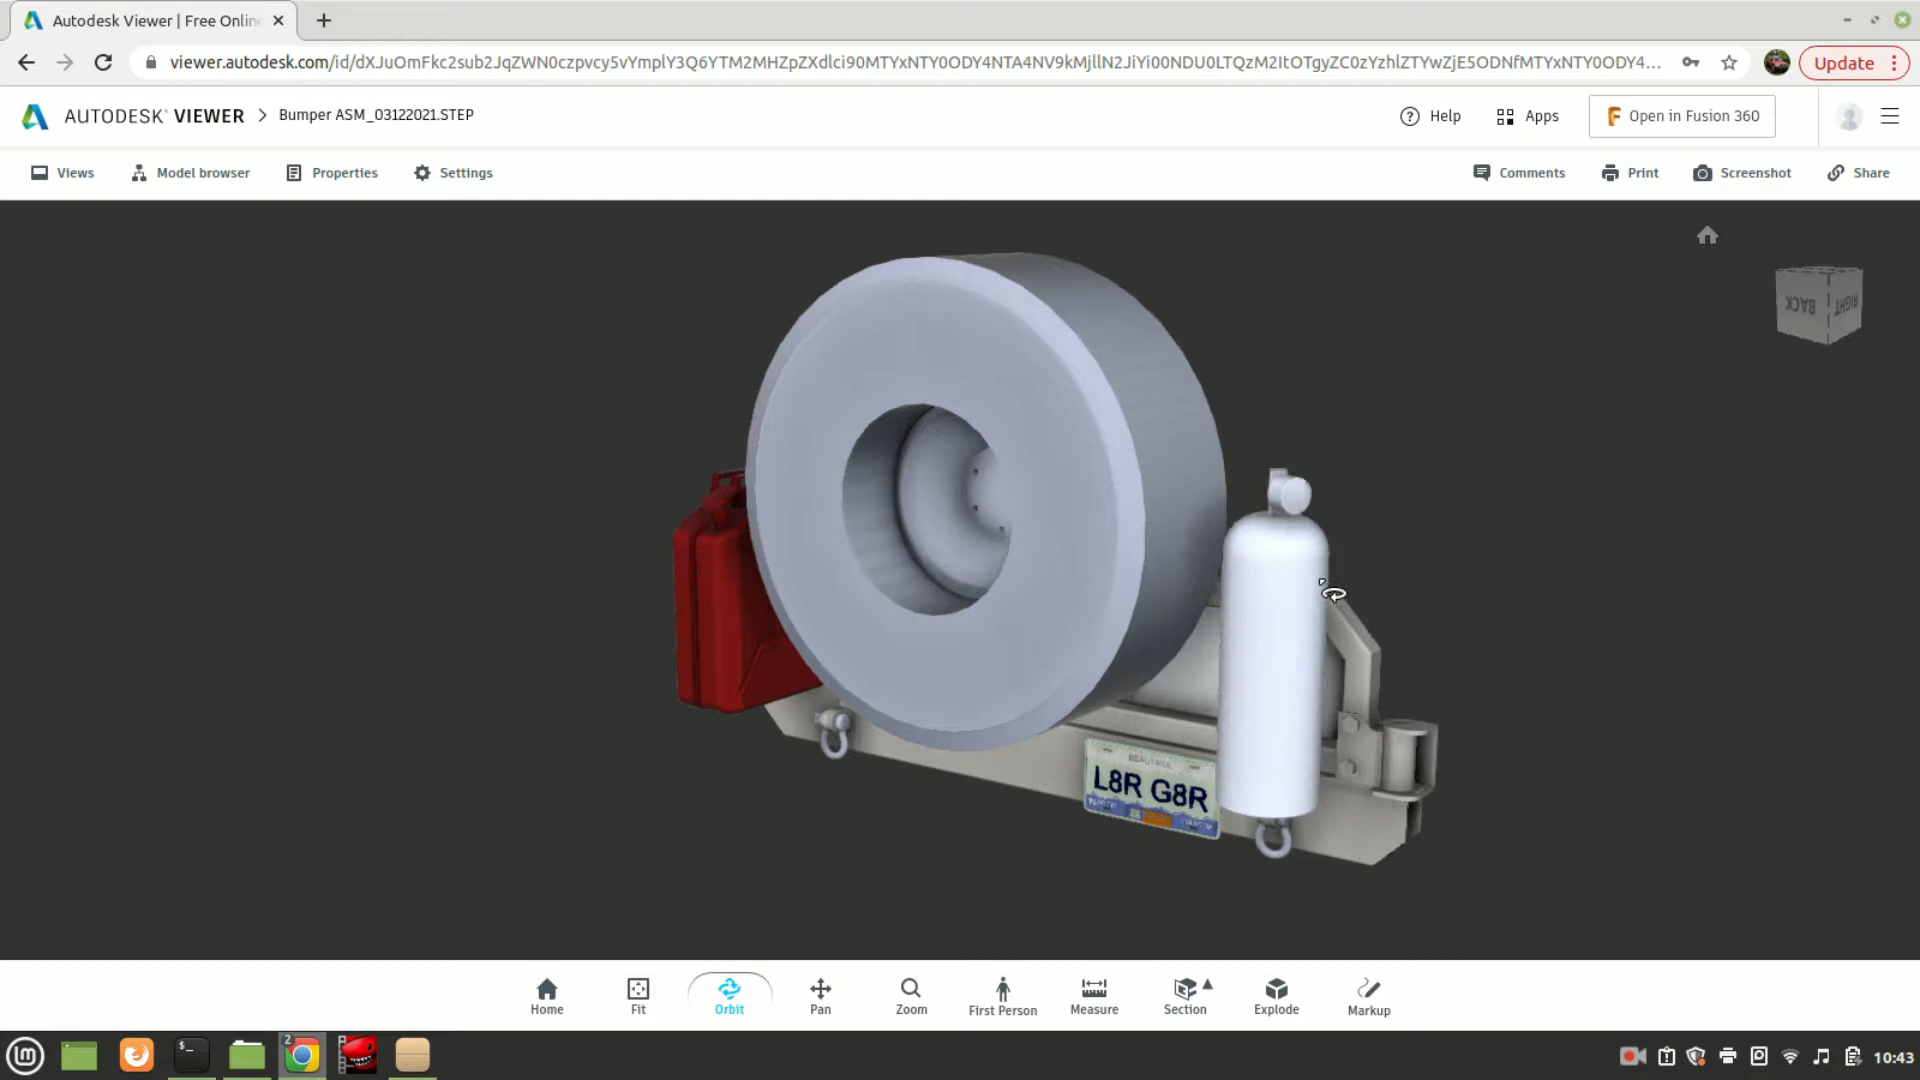 Autodesk Viewer | Free Onlin
viewer.autodesk.com/id/dXJuOmFkc2sub2JqZWN0czpvcy5vYmplY3Q6YTM2MHZpZXdlci90MTYxNTY0ODY4NTA4NV9kMjllN2JiYi00NDU0LTQzM2ItOTgyZC0zYzhlZTYwZjE5ODNfMTYxNTY0ODY4...
Update
AUTODESK VIEWER > Bumper ASM_03122021.STEP
Help
Apps
Open in Fusion 360
Views
Model browser
Properties
Settings
Comments
Print
Screenshot
Share
BACK
RIGHT
BEAUTIFUL
L8R G8R
Home
Fit
Orbit
Pan
Zoom
First Person
Measure
Section
Explode
Markup
2
10:43